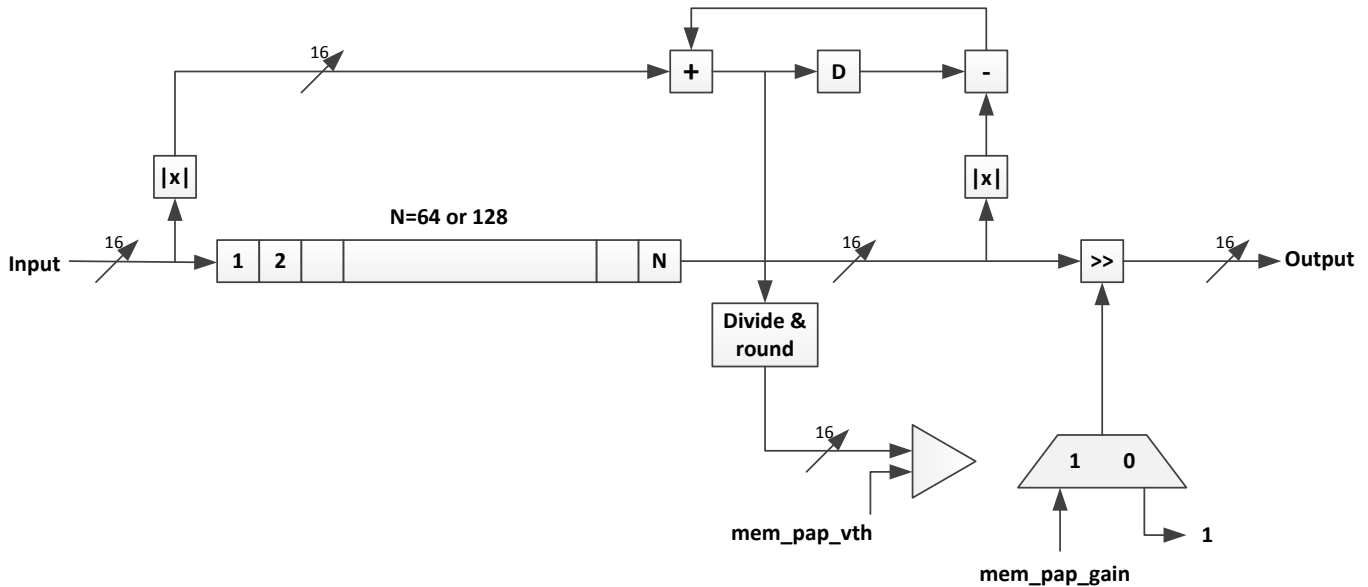 16
+
D
-
|x|
|x|
N=64 or 128
Input
16
1
2
N
16
>>
16
Output
Divide &
round
16
1 0
mem_pap_vth
1
mem_pap_gain